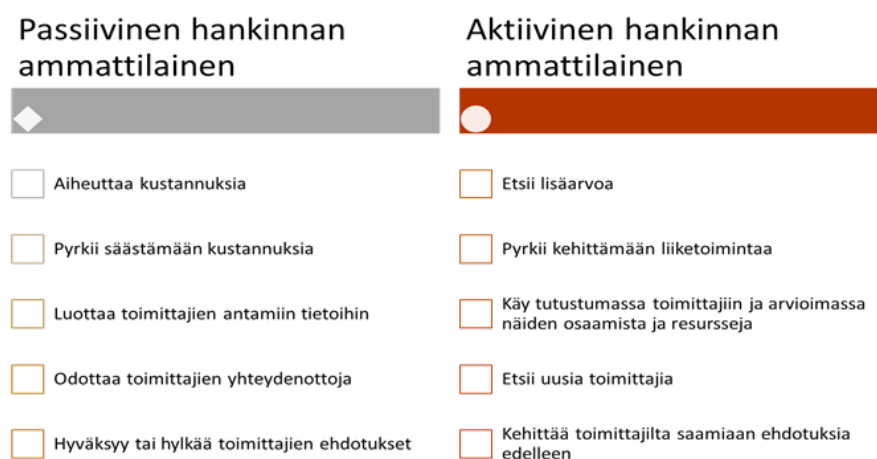 Passiivinen hankinnan
ammattilainen
Aiheuttaa kustannuksia
Pyrkii säästämään kustannuksia
Luottaa toimittajien antamiin tietoihin
Odottaa toimittajien yhteydenottoja
Hyväksyy tai hylkää toimittajien ehdotukset
Aktiivinen hankinnan
ammattilainen
Etsii lisäarvoa
Pyrkii kehittämään liiketoimintaa
Käy tutustumassa toimittajiin ja arvioimassa
näiden osaamista ja resursseja
Etsii uusia toimittajia
Kehittää toimittajilta saamiaan ehdotuksia
edelleen